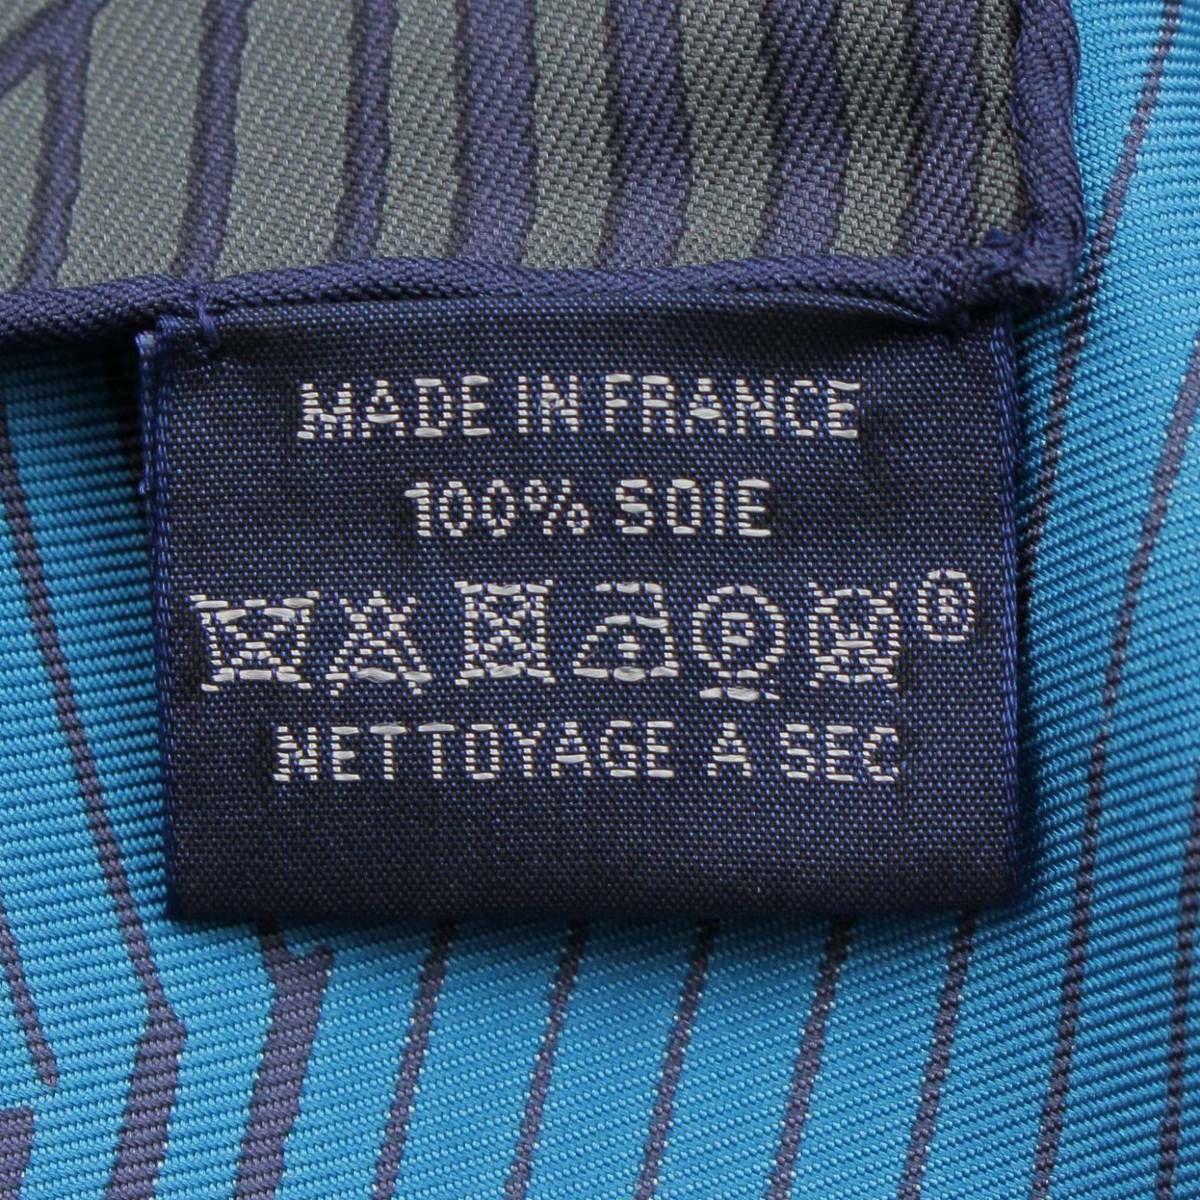 MADE IN FRANCE
100% SOIE
P ®
NETTOYAGE A SEC